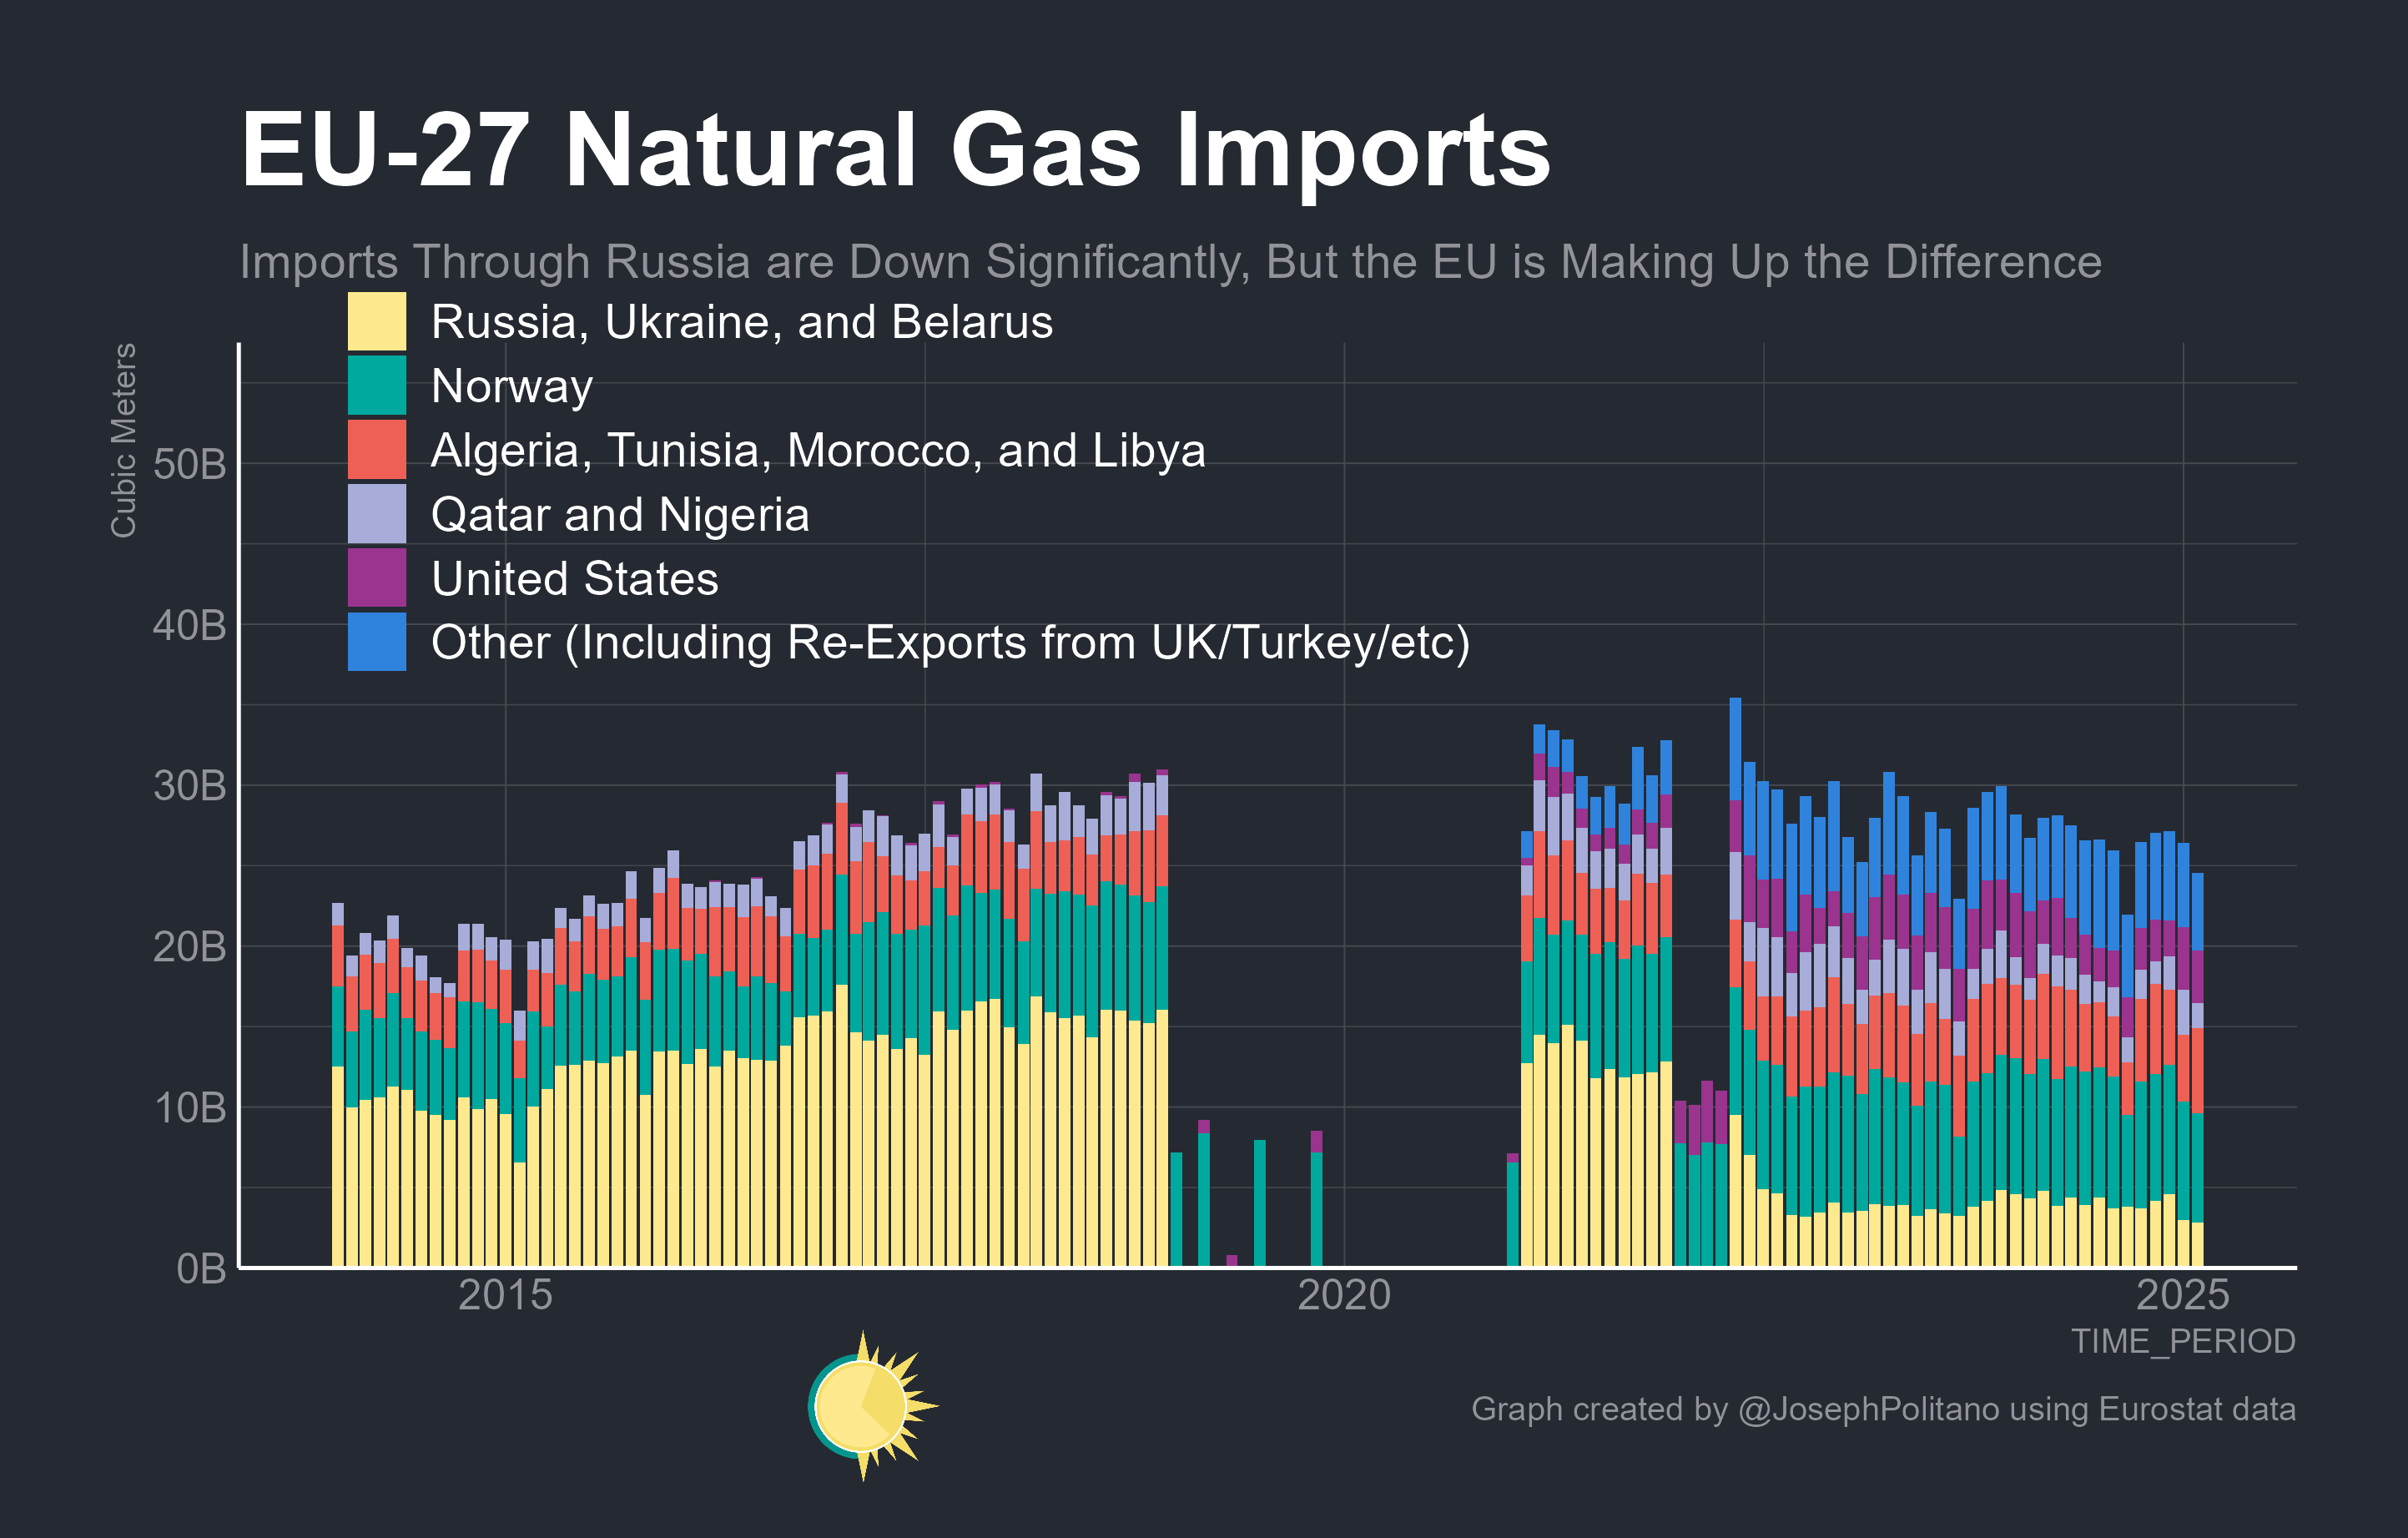 EU-27 Natural Gas Imports
Imports Through Russia are Down Significantly, But the EU is Making Up the Difference
Russia, Ukraine, and Belarus
Norway
Algeria, Tunisia, Morocco, and Libya
Qatar and Nigeria
United States
Other (Including Re-Exports from UK/Turkey/etc)
Cubic Meters
50B
40B
30B
20B
10B
0B
2015
2020
2025
TIME_PERIOD
Graph created by @JosephPolitano using Eurostat data